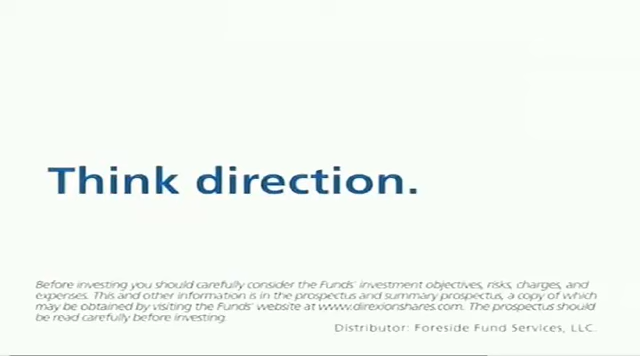 Think direction.
Before investing you should carefully consider the Funds' investment objectives, risks, charges, and
expenses. This and other information is in the prospectus and summary prospectus, a copy of which
may be obtained by visiting the Funds' website at www.direxionshares.com. The prospectus should
be read carefully before investing.
Distributor: Foreside Fund Services, LLC.